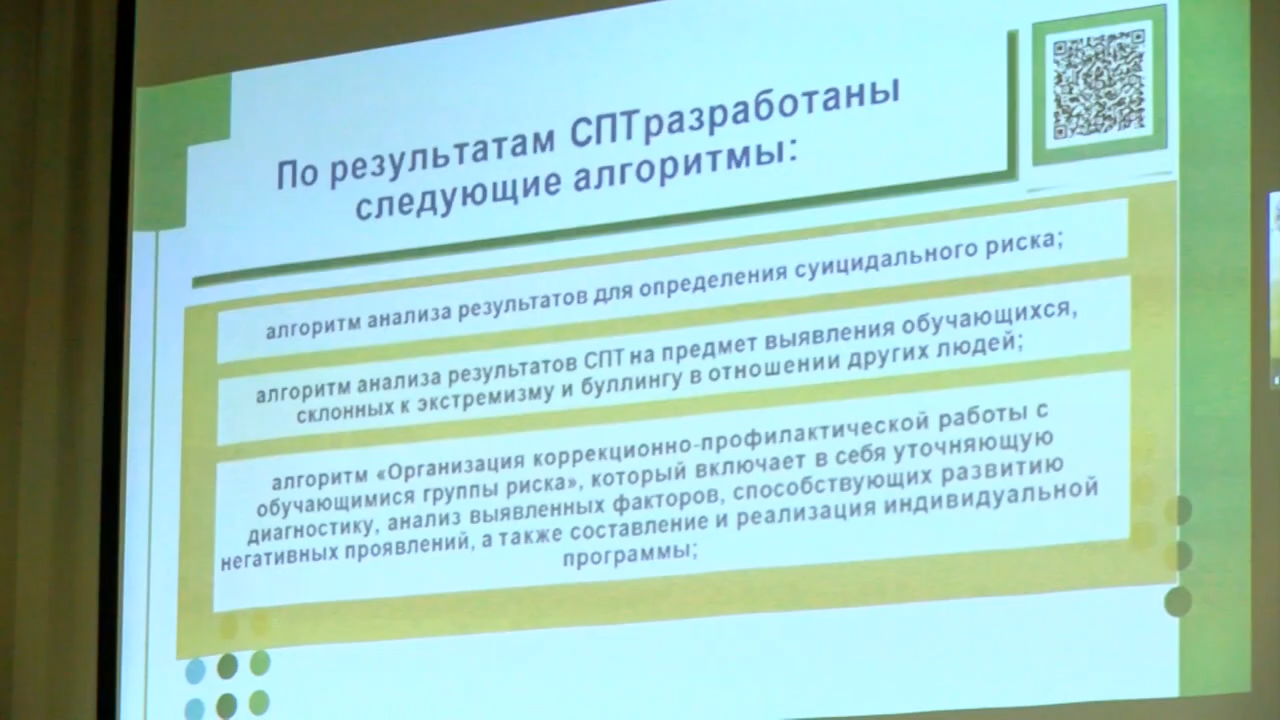 По результатам СПТразработаны
следующие алгоритмы:
алгоритм анализа результатов для определения суицидального риска;
алгоритм анализа результатов СПТ на предмет выявления обучающихся,
склонных к экстремизму и буллингу в отношении других людей;
алгоритм «Организация коррекционно-профилактической работы с
обучающимися группы риска», который включает в себя уточняющую
диагностику, анализ выявленных факторов, способствующих развитию
негативных проявлений, а также составление и реализация индивидуальной
программы;